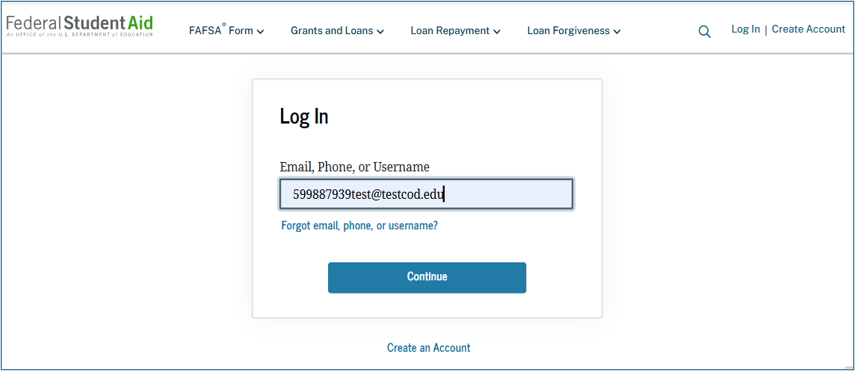 Federal Student Aid
An OFFICE of the U.S. DEPARTMENT of EDUCATION
FAFSA® Form
Grants and Loans
Loan Repayment
Loan Forgiveness
Log In | Create Account
Log In
Email, Phone, or Username
599887939test@testcod.edu
Forgot email, phone, or username?
Continue
Create an Account